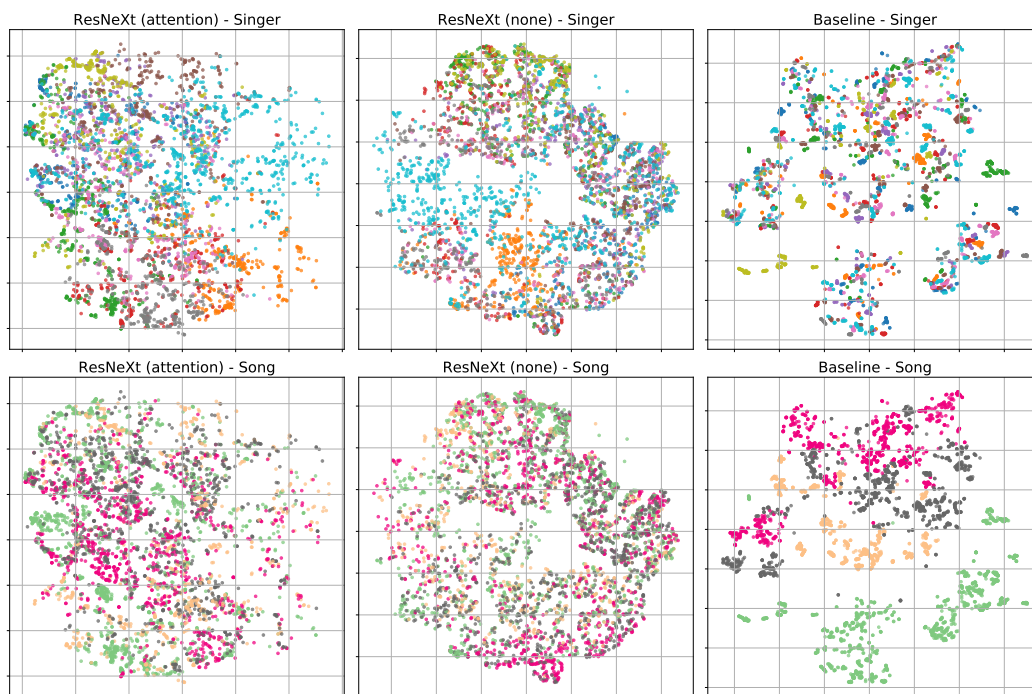 ResNeXt (attention) - Singer
ResNeXt (none) - Singer
Baseline - Singer
ResNeXt (attention) - Song
ResNeXt (none) - Song
Baseline - Song